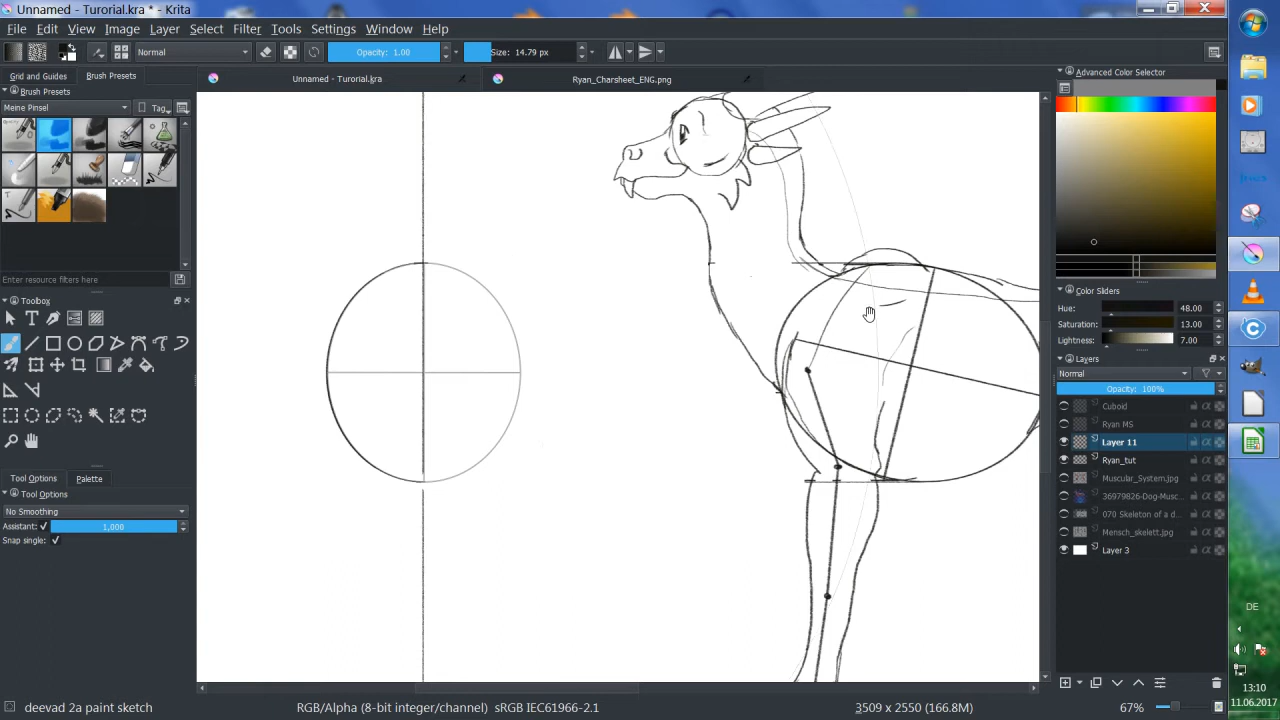 Unnamed - Turorial.kra * - Krita
File Edit View Image Layer Select Filter Tools Settings Window Help
Normal Opacity: 1.00 Size: 14.79 px
Grid and Guides Brush Presets
Unnamed - Turorial.kra Ryan_Charsheet_ENG.png
Brush Presets
Meine Pinsel Tag
Enter resource filters here
Toolbox
Tool Options Palette
Tool Options
No Smoothing
Assistant: 1,000
Snap single:
Advanced Color Selector
Color Sliders
Hue: 48.00
Saturation: 13.00
Lightness: 7.00
Layers
Normal
Opacity: 100%
Cuboid
Ryan MS
Layer 11
Ryan_tut
Muscular_System.jpg
36979826-Dog-Musc...
070 Skeleton of a d...
Mensch_skelett.jpg
Layer 3
DE
13:10
11.06.2017
deevad 2a paint sketch RGB/Alpha (8-bit integer/channel) sRGB IEC61966-2.1 3509 x 2550 (166.8M) 67%